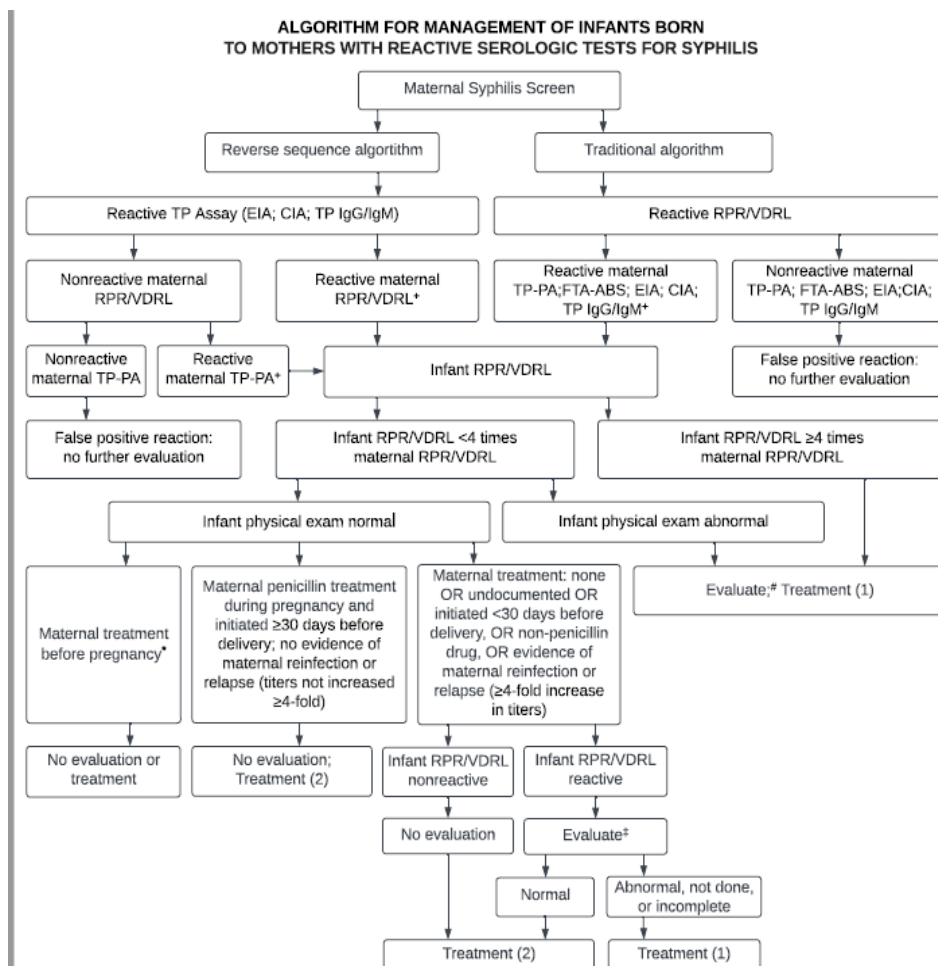 ALGORITHM FOR MANAGEMENT OF INFANTS BORN
TO MOTHERS WITH REACTIVE SEROLOGIC TESTS FOR SYPHILIS
Maternal Syphilis Screen
Reverse sequence algortithm
Traditional algorithm
Reactive TP Assay (EIA; CIA; TP IgG/IgM)
Reactive RPR/VDRL
Nonreactive maternal
RPR/VDRL
Reactive maternal
RPR/VDRL⁺
Reactive maternal
TP-PA;FTA-ABS; EIA; CIA;
TP IgG/IgM⁺
Nonreactive maternal
TP-PA; FTA-ABS; EIA;CIA;
TP IgG/IgM
Nonreactive
maternal TP-PA
Reactive
maternal TP-PA⁺
Infant RPR/VDRL
False positive reaction:
no further evaluation
False positive reaction:
no further evaluation
Infant RPR/VDRL <4 times
maternal RPR/VDRL
Infant RPR/VDRL ≥4 times
maternal RPR/VDRL
Infant physical exam normal
Infant physical exam abnormal
Maternal treatment
before pregnancy*
Maternal penicillin treatment
during pregnancy and
initiated ≥30 days before
delivery; no evidence of
maternal reinfection or
relapse (titers not increased
≥4-fold)
Maternal treatment: none
OR undocumented OR
initiated <30 days before
delivery, OR non-penicillin
drug, OR evidence of
maternal reinfection or
relapse (≥4-fold increase
in titers)
Evaluate;# Treatment (1)
No evaluation or
treatment
No evaluation;
Treatment (2)
Infant RPR/VDRL
nonreactive
Infant RPR/VDRL
reactive
No evaluation
Evaluate‡
Normal
Abnormal, not done,
or incomplete
Treatment (2)
Treatment (1)